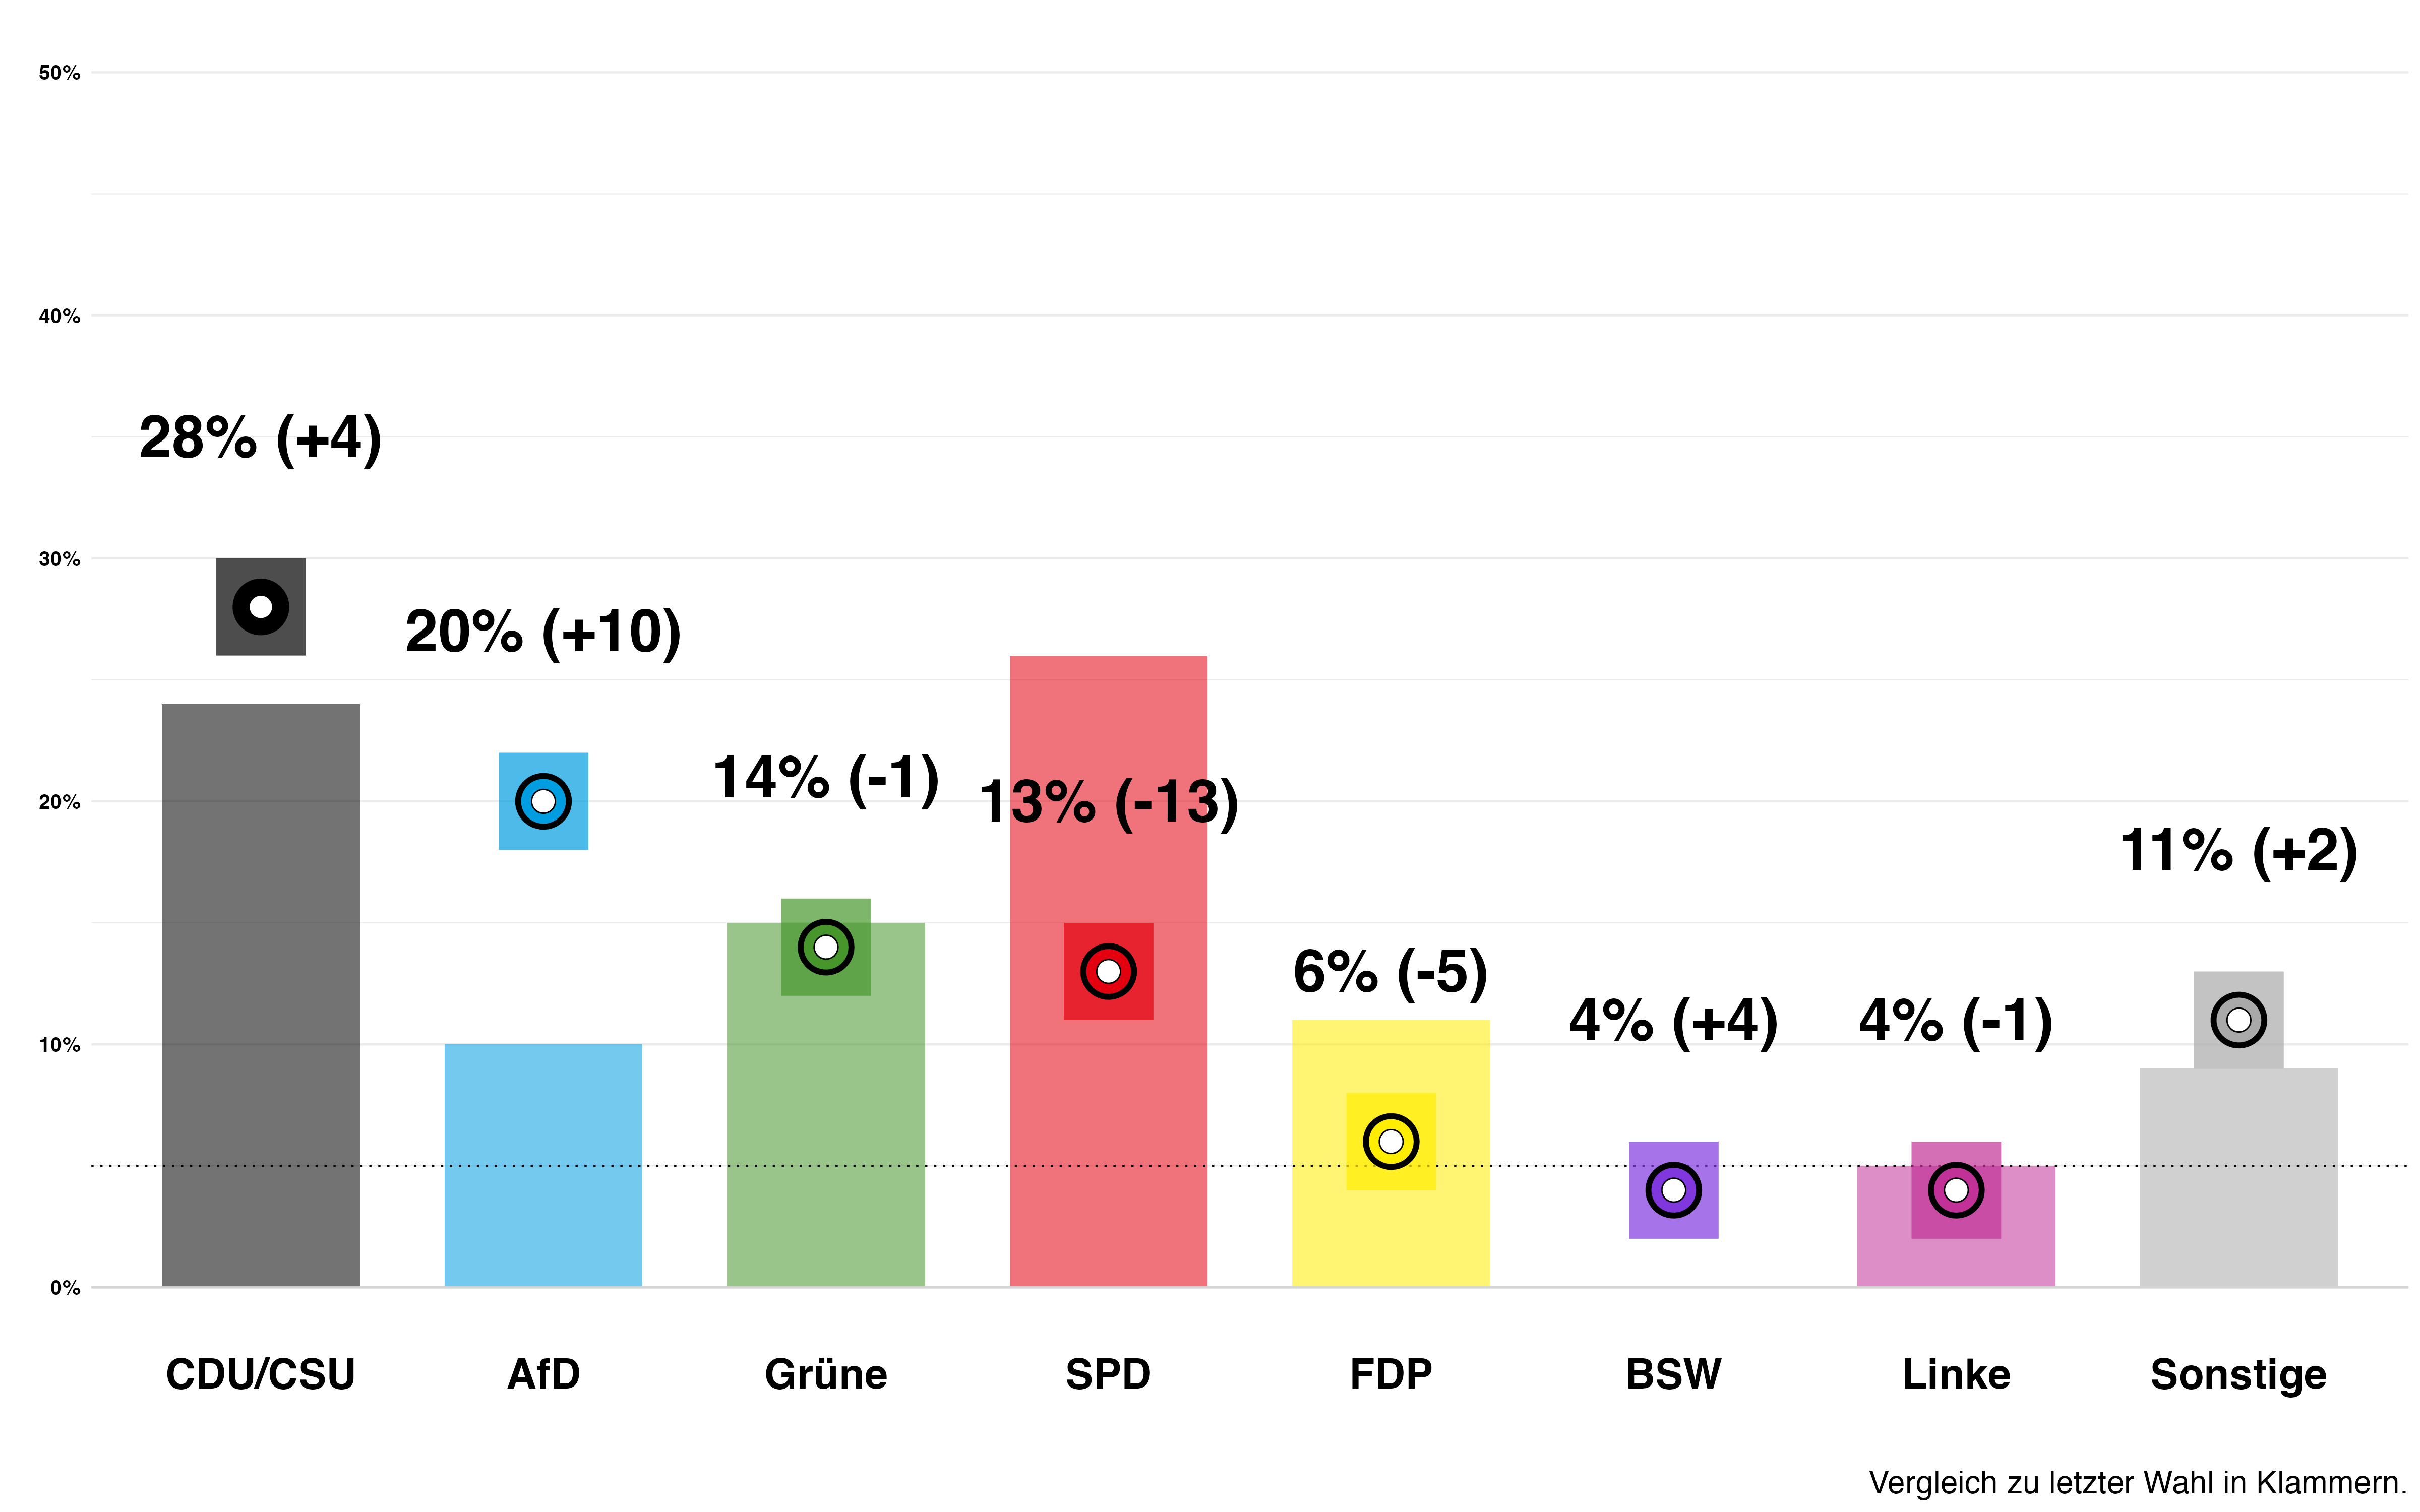 50%
40%
30%
20%
10%
0%
28% (+4)
20% (+10)
14% (-1)
13% (-13)
6% (-5)
4% (+4)
4% (-1)
11% (+2)
CDU/CSU
AfD
Grüne
SPD
FDP
BSW
Linke
Sonstige
Vergleich zu letzter Wahl in Klammern.